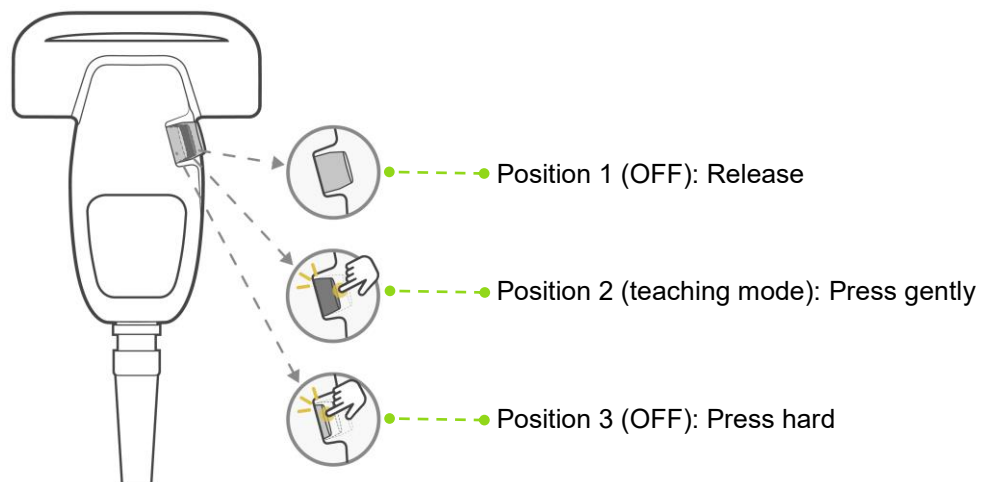 Position 1 (OFF): Release
Position 2 (teaching mode): Press gently
Position 3 (OFF): Press hard